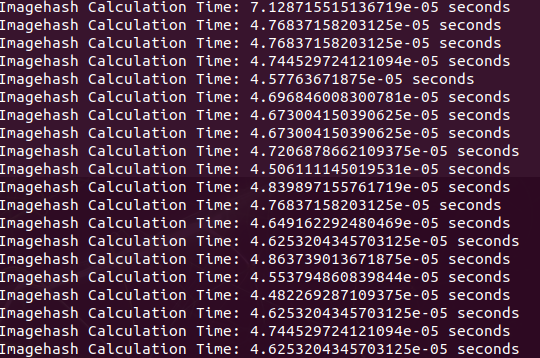 Imagehash Calculation Time: 7.128715515136719e-05 seconds
Imagehash Calculation Time: 4.76837158203125e-05 seconds
Imagehash Calculation Time: 4.76837158203125e-05 seconds
Imagehash Calculation Time: 4.744529724121094e-05 seconds
Imagehash Calculation Time: 4.57763671875e-05 seconds
Imagehash Calculation Time: 4.696846008300781e-05 seconds
Imagehash Calculation Time: 4.673004150390625e-05 seconds
Imagehash Calculation Time: 4.673004150390625e-05 seconds
Imagehash Calculation Time: 4.7206878662109375e-05 seconds
Imagehash Calculation Time: 4.506111145019531e-05 seconds
Imagehash Calculation Time: 4.839897155761719e-05 seconds
Imagehash Calculation Time: 4.76837158203125e-05 seconds
Imagehash Calculation Time: 4.649162292480469e-05 seconds
Imagehash Calculation Time: 4.6253204345703125e-05 seconds
Imagehash Calculation Time: 4.863739013671875e-05 seconds
Imagehash Calculation Time: 4.553794860839844e-05 seconds
Imagehash Calculation Time: 4.482269287109375e-05 seconds
Imagehash Calculation Time: 4.6253204345703125e-05 seconds
Imagehash Calculation Time: 4.744529724121094e-05 seconds
Imagehash Calculation Time: 4.6253204345703125e-05 seconds